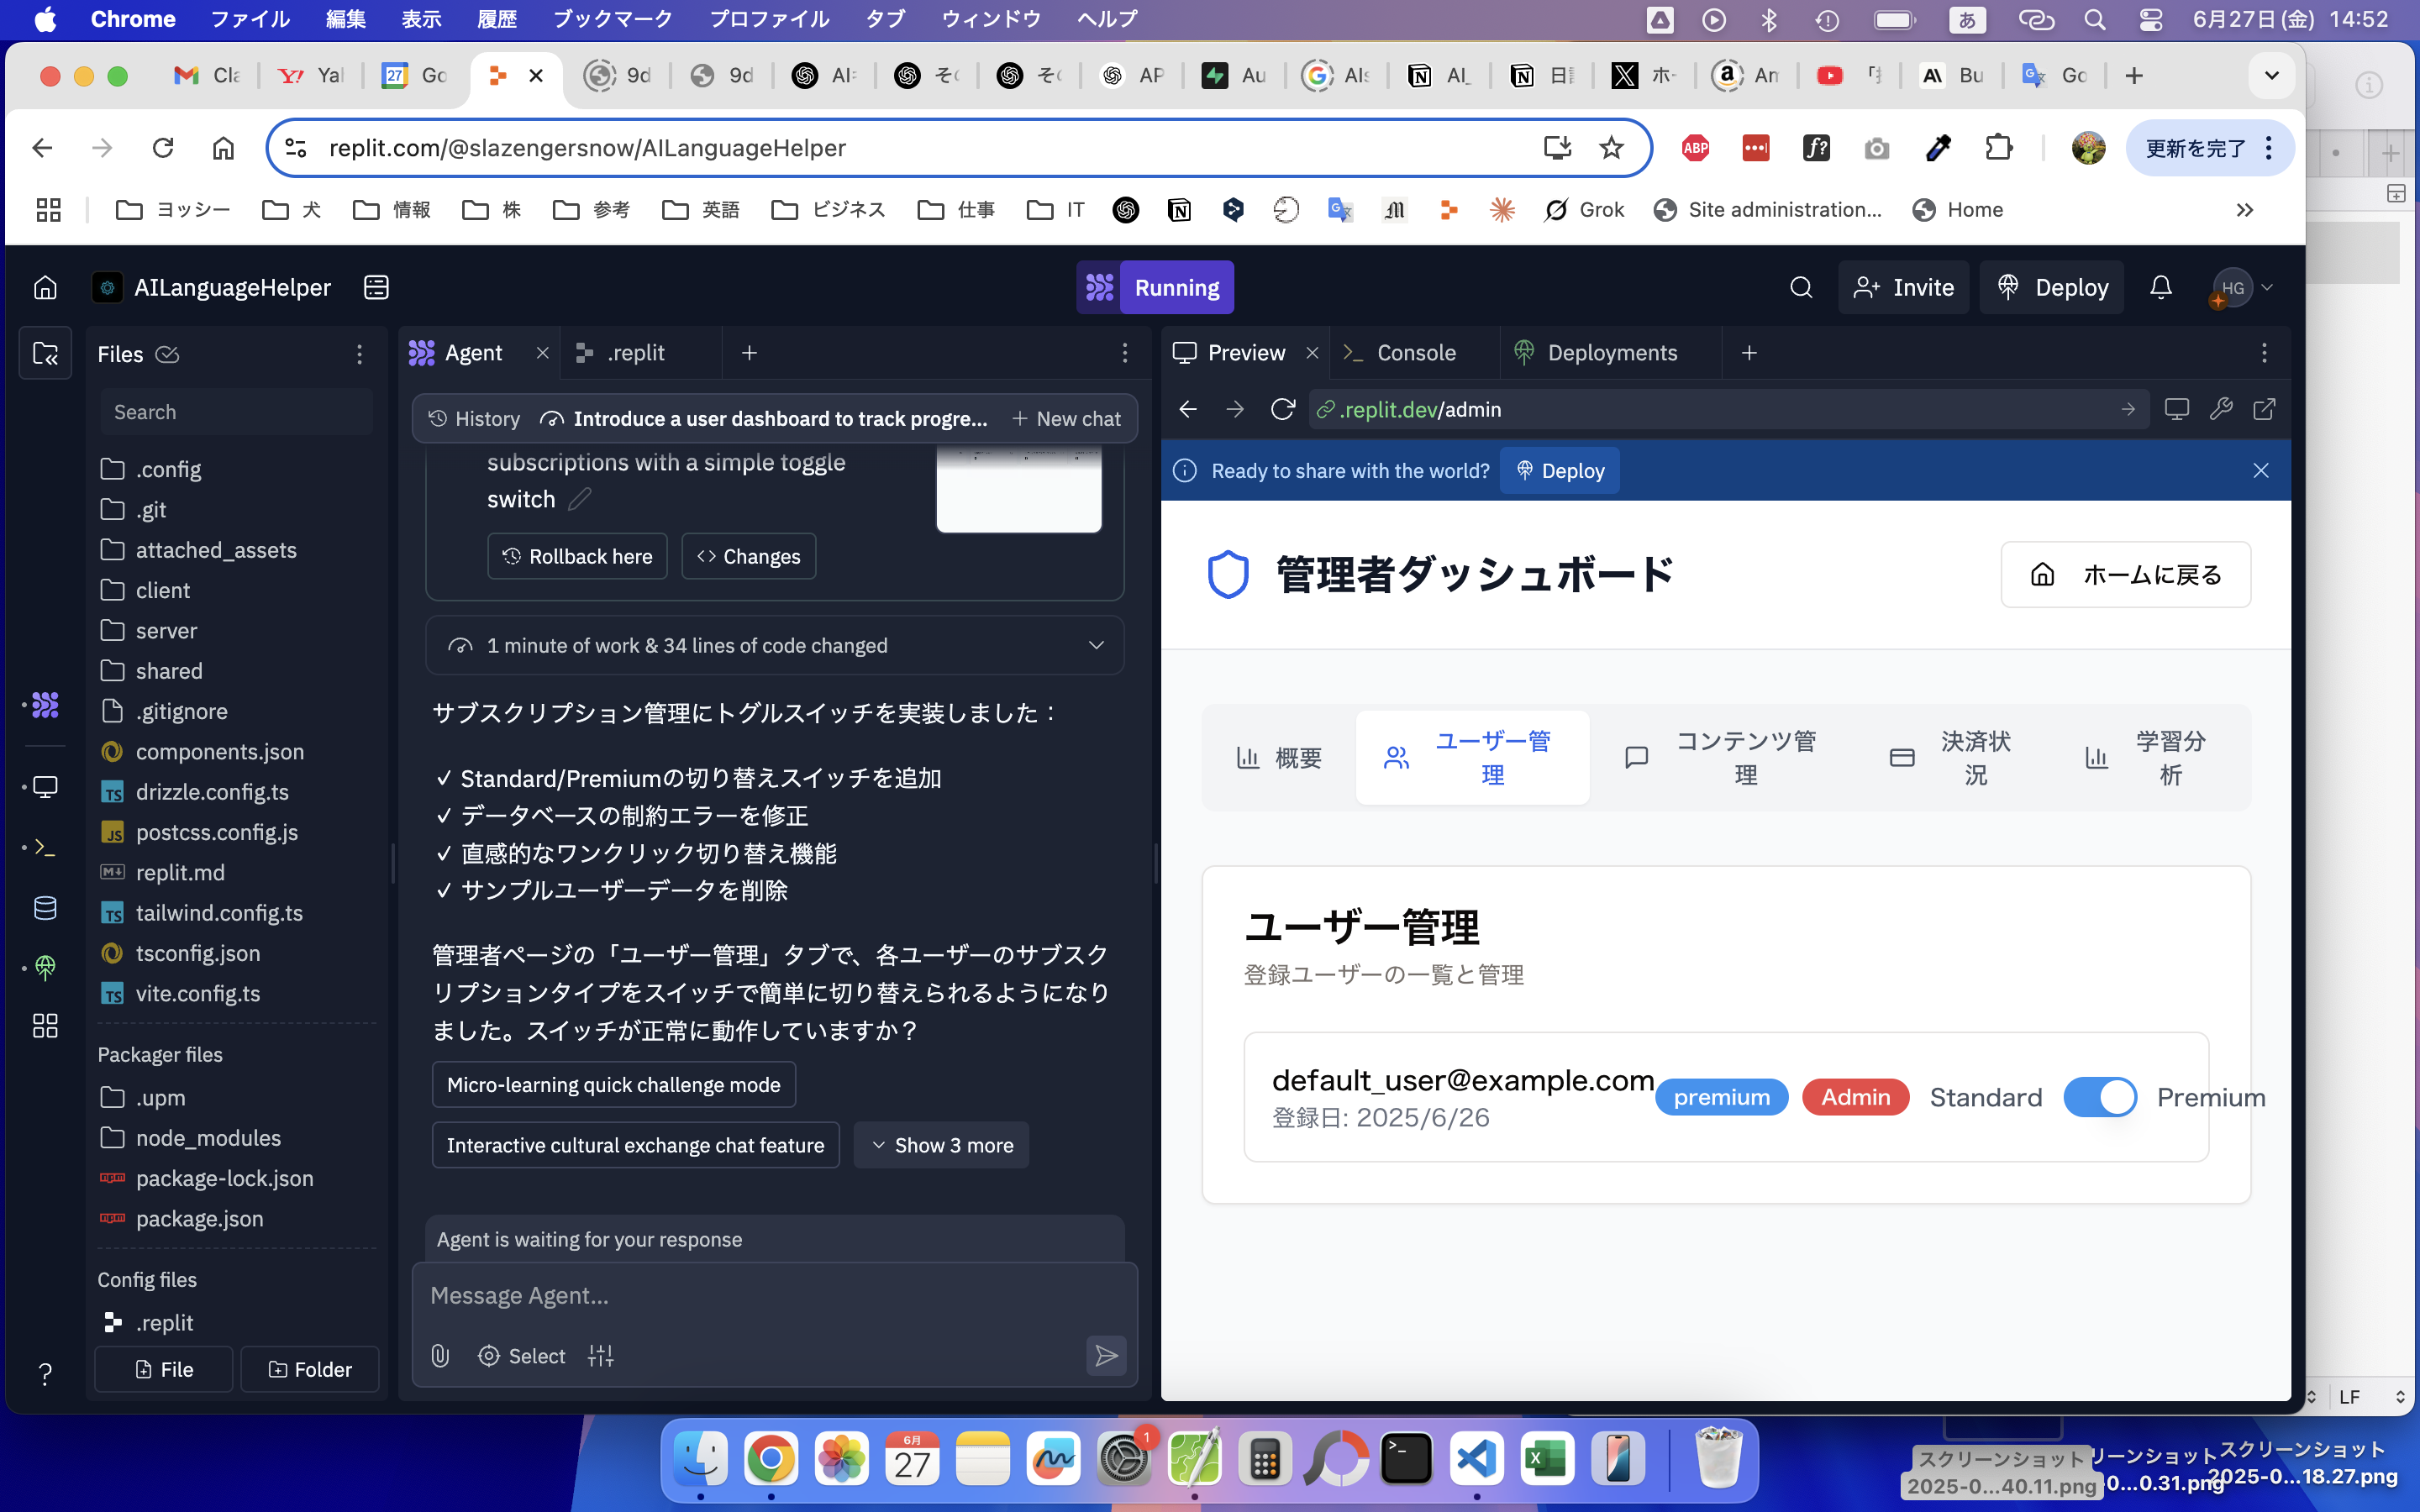 Chrome ファイル 編集 表示 履歴 ブックマーク プロファイル タブ ウィンドウ ヘルプ
あ 6月27日(金) 14:52
Cla Yal 27 Go 9d 9d AI そ そ AP Au AIs AI_ 日 ホ An Bu Go
replit.com/@slazengersnow/AILanguageHelper
ABP f? 更新を完了
ヨッシー 犬 情報 株 参考 英語 ビジネス 仕事 IT Grok Site administration... Home
AILanguageHelper
Running
Invite Deploy HG
Files
Search
.config
.git
attached_assets
client
server
shared
.gitignore
components.json
drizzle.config.ts
postcss.config.js
replit.md
tailwind.config.ts
tsconfig.json
vite.config.ts
Packager files
.upm
node_modules
package-lock.json
package.json
Config files
.replit
File Folder
Agent .replit
History Introduce a user dashboard to track progre... New chat
subscriptions with a simple toggle
switch
Rollback here Changes
1 minute of work & 34 lines of code changed
サブスクリプション管理にトグルスイッチを実装しました：
✓ Standard/Premiumの切り替えスイッチを追加
✓ データベースの制約エラーを修正
✓ 直感的なワンクリック切り替え機能
✓ サンプルユーザーデータを削除
管理者ページの「ユーザー管理」タブで、各ユーザーのサブスク
リプションタイプをスイッチで簡単に切り替えられるようになり
ました。スイッチが正常に動作していますか？
Micro-learning quick challenge mode
Interactive cultural exchange chat feature Show 3 more
Agent is waiting for your response
Message Agent...
Select
Preview Console Deployments
.replit.dev/admin
Ready to share with the world? Deploy
管理者ダッシュボード
ホームに戻る
概要
ユーザー管
理
コンテンツ管
理
決済状
況
学習分
析
ユーザー管理
登録ユーザーの一覧と管理
default_user@example.com
登録日: 2025/6/26
premium Admin Standard Premium
LF
6月
27
1
スクリーンショット
2025-0...40.11.png
リーンショット
0...0.31.png
スクリーンショット
2025-0...18.27.png